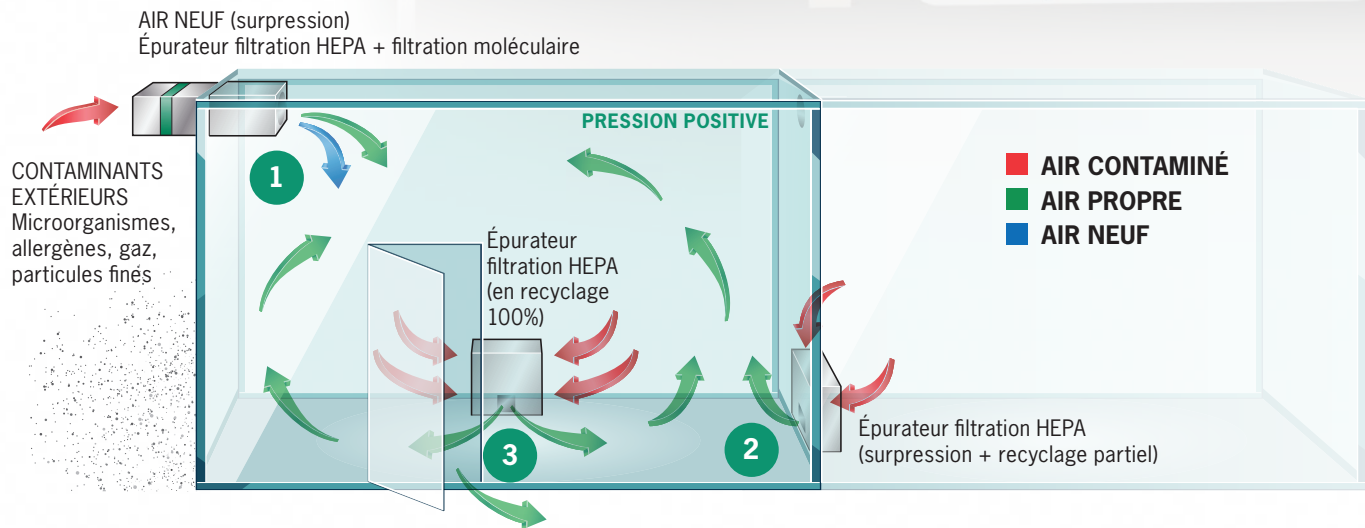 AIR NEUF (surpression)
Épurateur filtration HEPA + filtration moléculaire
PRESSION POSITIVE
1
CONTAMINANTS
EXTÉRIEURS
Microorganismes,
allergènes, gaz,
particules fines
AIR CONTAMINÉ
AIR PROPRE
AIR NEUF
Épurateur
filtration HEPA
(en recyclage
100%)
3
2
Épurateur filtration HEPA
(surpression + recyclage partiel)